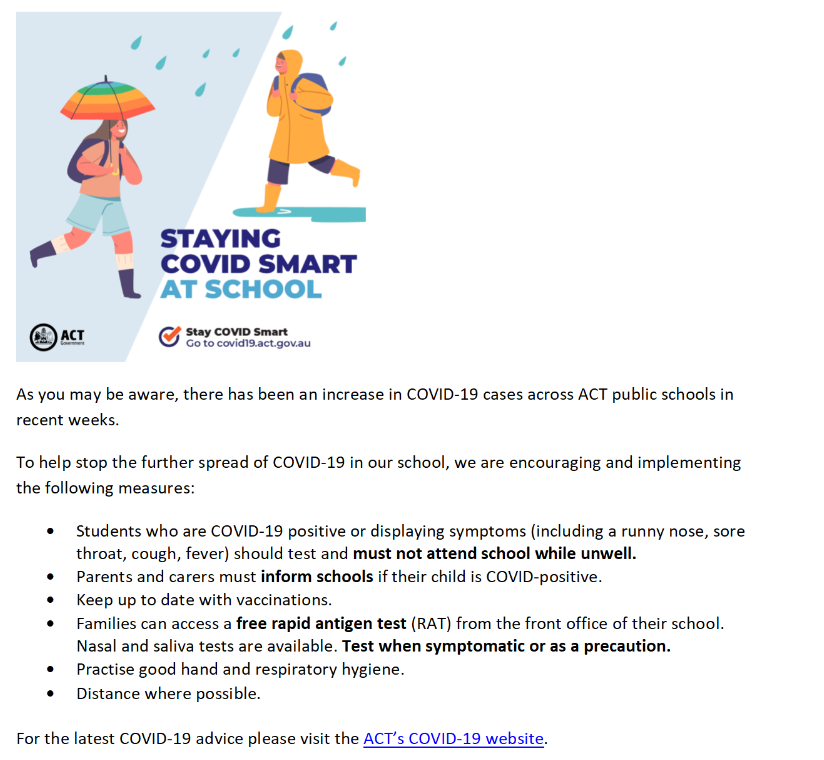 STAYING
COVID SMART
AT SCHOOL
ACT
Government
Stay COVID Smart
Go to covid19.act.gov.au
As you may be aware, there has been an increase in COVID-19 cases across ACT public schools in
recent weeks.
To help stop the further spread of COVID-19 in our school, we are encouraging and implementing
the following measures:
• Students who are COVID-19 positive or displaying symptoms (including a runny nose, sore
throat, cough, fever) should test and must not attend school while unwell.
• Parents and carers must inform schools if their child is COVID-positive.
• Keep up to date with vaccinations.
• Families can access a free rapid antigen test (RAT) from the front office of their school.
Nasal and saliva tests are available. Test when symptomatic or as a precaution.
• Practise good hand and respiratory hygiene.
• Distance where possible.
For the latest COVID-19 advice please visit the ACT’s COVID-19 website.